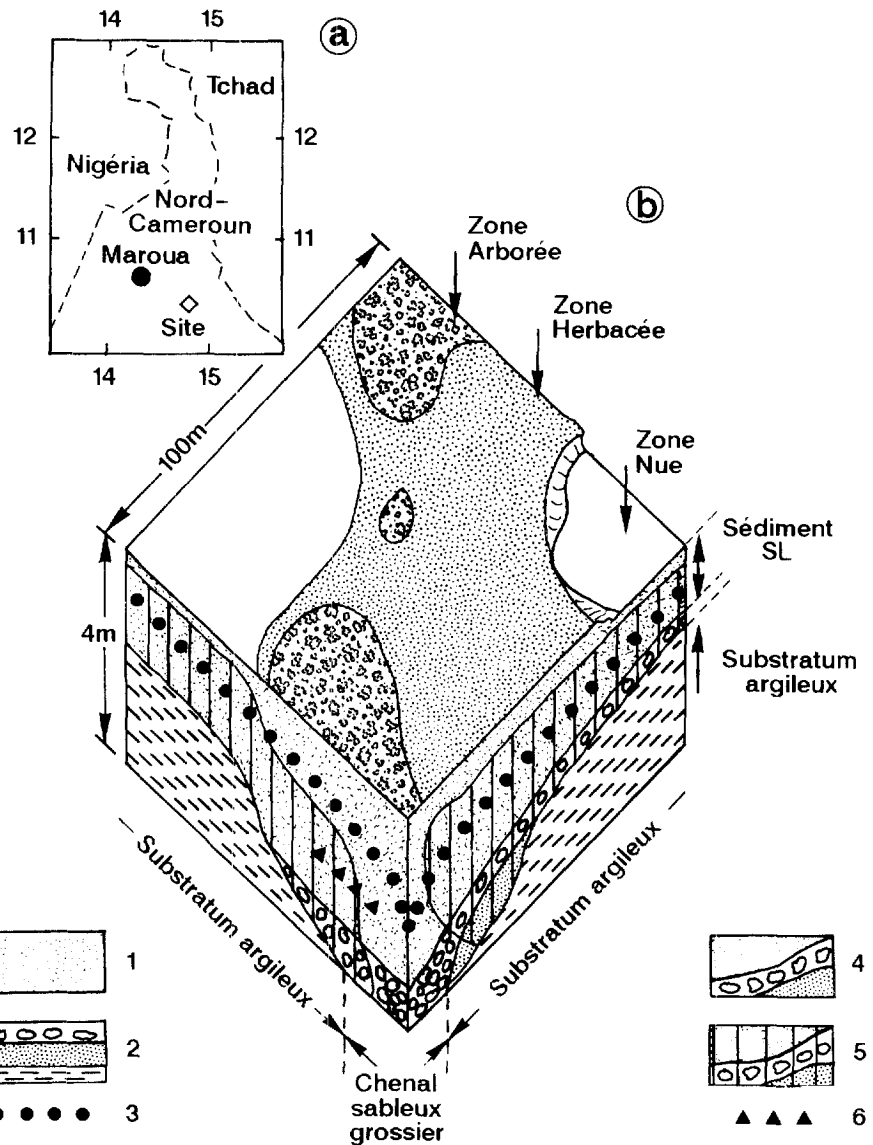 14 15
a
Tchad
12 12
Nigéria
Nord-
Cameroun
11 11
Maroua
Site
14 15
b
Zone
Arborée
Zone
Herbacée
Zone
Nue
100m
Sédiment
SL
4m
Substratum
argileux
Substratum argileux
Substratum argileux
Chenal
sableux
grossier
1
2
3
4
5
6